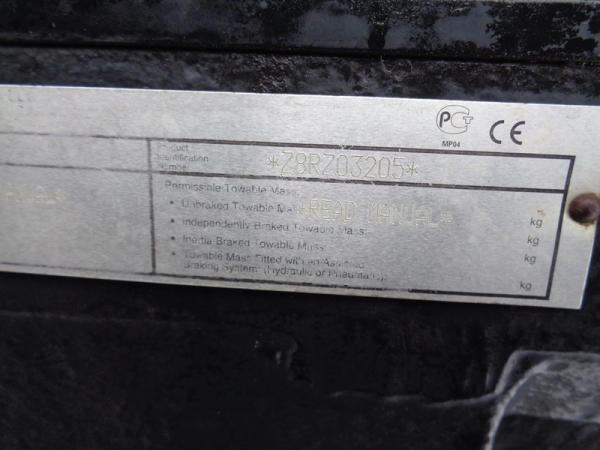 PCT CE
MP04
Product
Identification
Number
*Z8RZ03205*
Permissible Towable Mass
• Unbraked Towable Mass *READ MANUAL* kg
• Independently Braked Towable Mass kg
• Inertia Braked Towable Mass kg
• Towable Mass Fitted with an Assisted
Braking System (Hydraulic or Pneumatic): kg